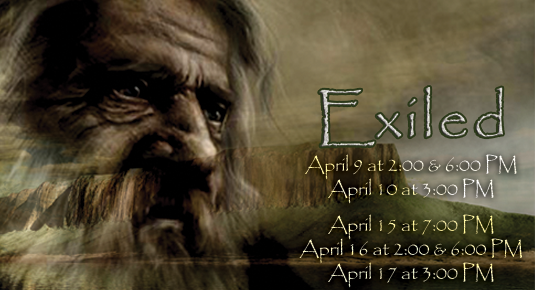 Exiled
April 9 at 2:00 & 6:00 PM
April 10 at 3:00 PM
April 15 at 7:00 PM
April 16 at 2:00 & 6:00 PM
April 17 at 3:00 PM